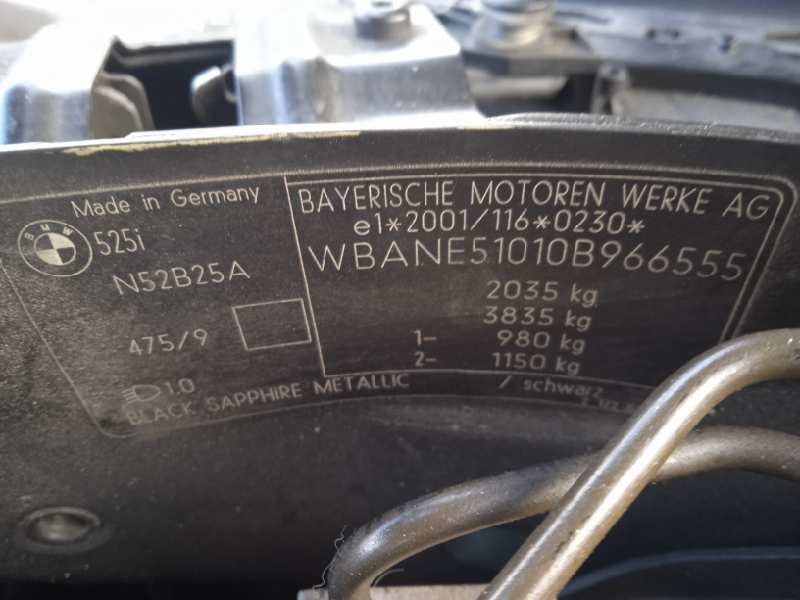 Made in Germany
BMW
525i
N52B25A
475/9
1.0
BLACK SAPPHIRE METALLIC / schwarz
BAYERISCHE MOTOREN WERKE AG
e1*2001/116*0230*
WBANE51010B966555
2035 kg
3835 kg
1- 980 kg
2- 1150 kg